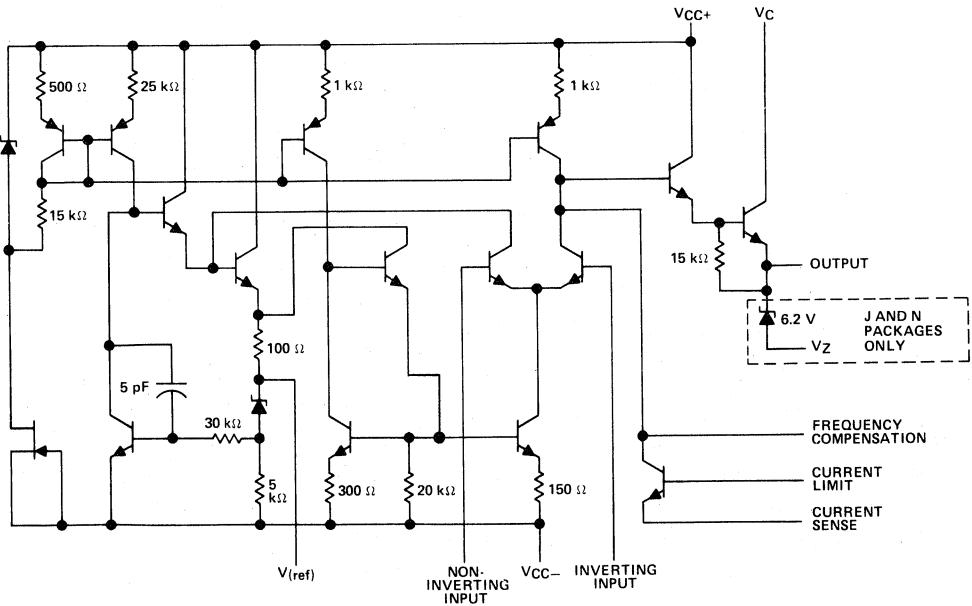 VCC+
VC
500 Ω
25 kΩ
1 kΩ
1 kΩ
15 kΩ
15 kΩ
OUTPUT
6.2 V
J AND N
PACKAGES
ONLY
VZ
100 Ω
5 pF
30 kΩ
FREQUENCY
COMPENSATION
5
kΩ
300 Ω
20 kΩ
150 Ω
CURRENT
LIMIT
CURRENT
SENSE
V(ref)
NON-
INVERTING
INPUT
VCC–
INVERTING
INPUT